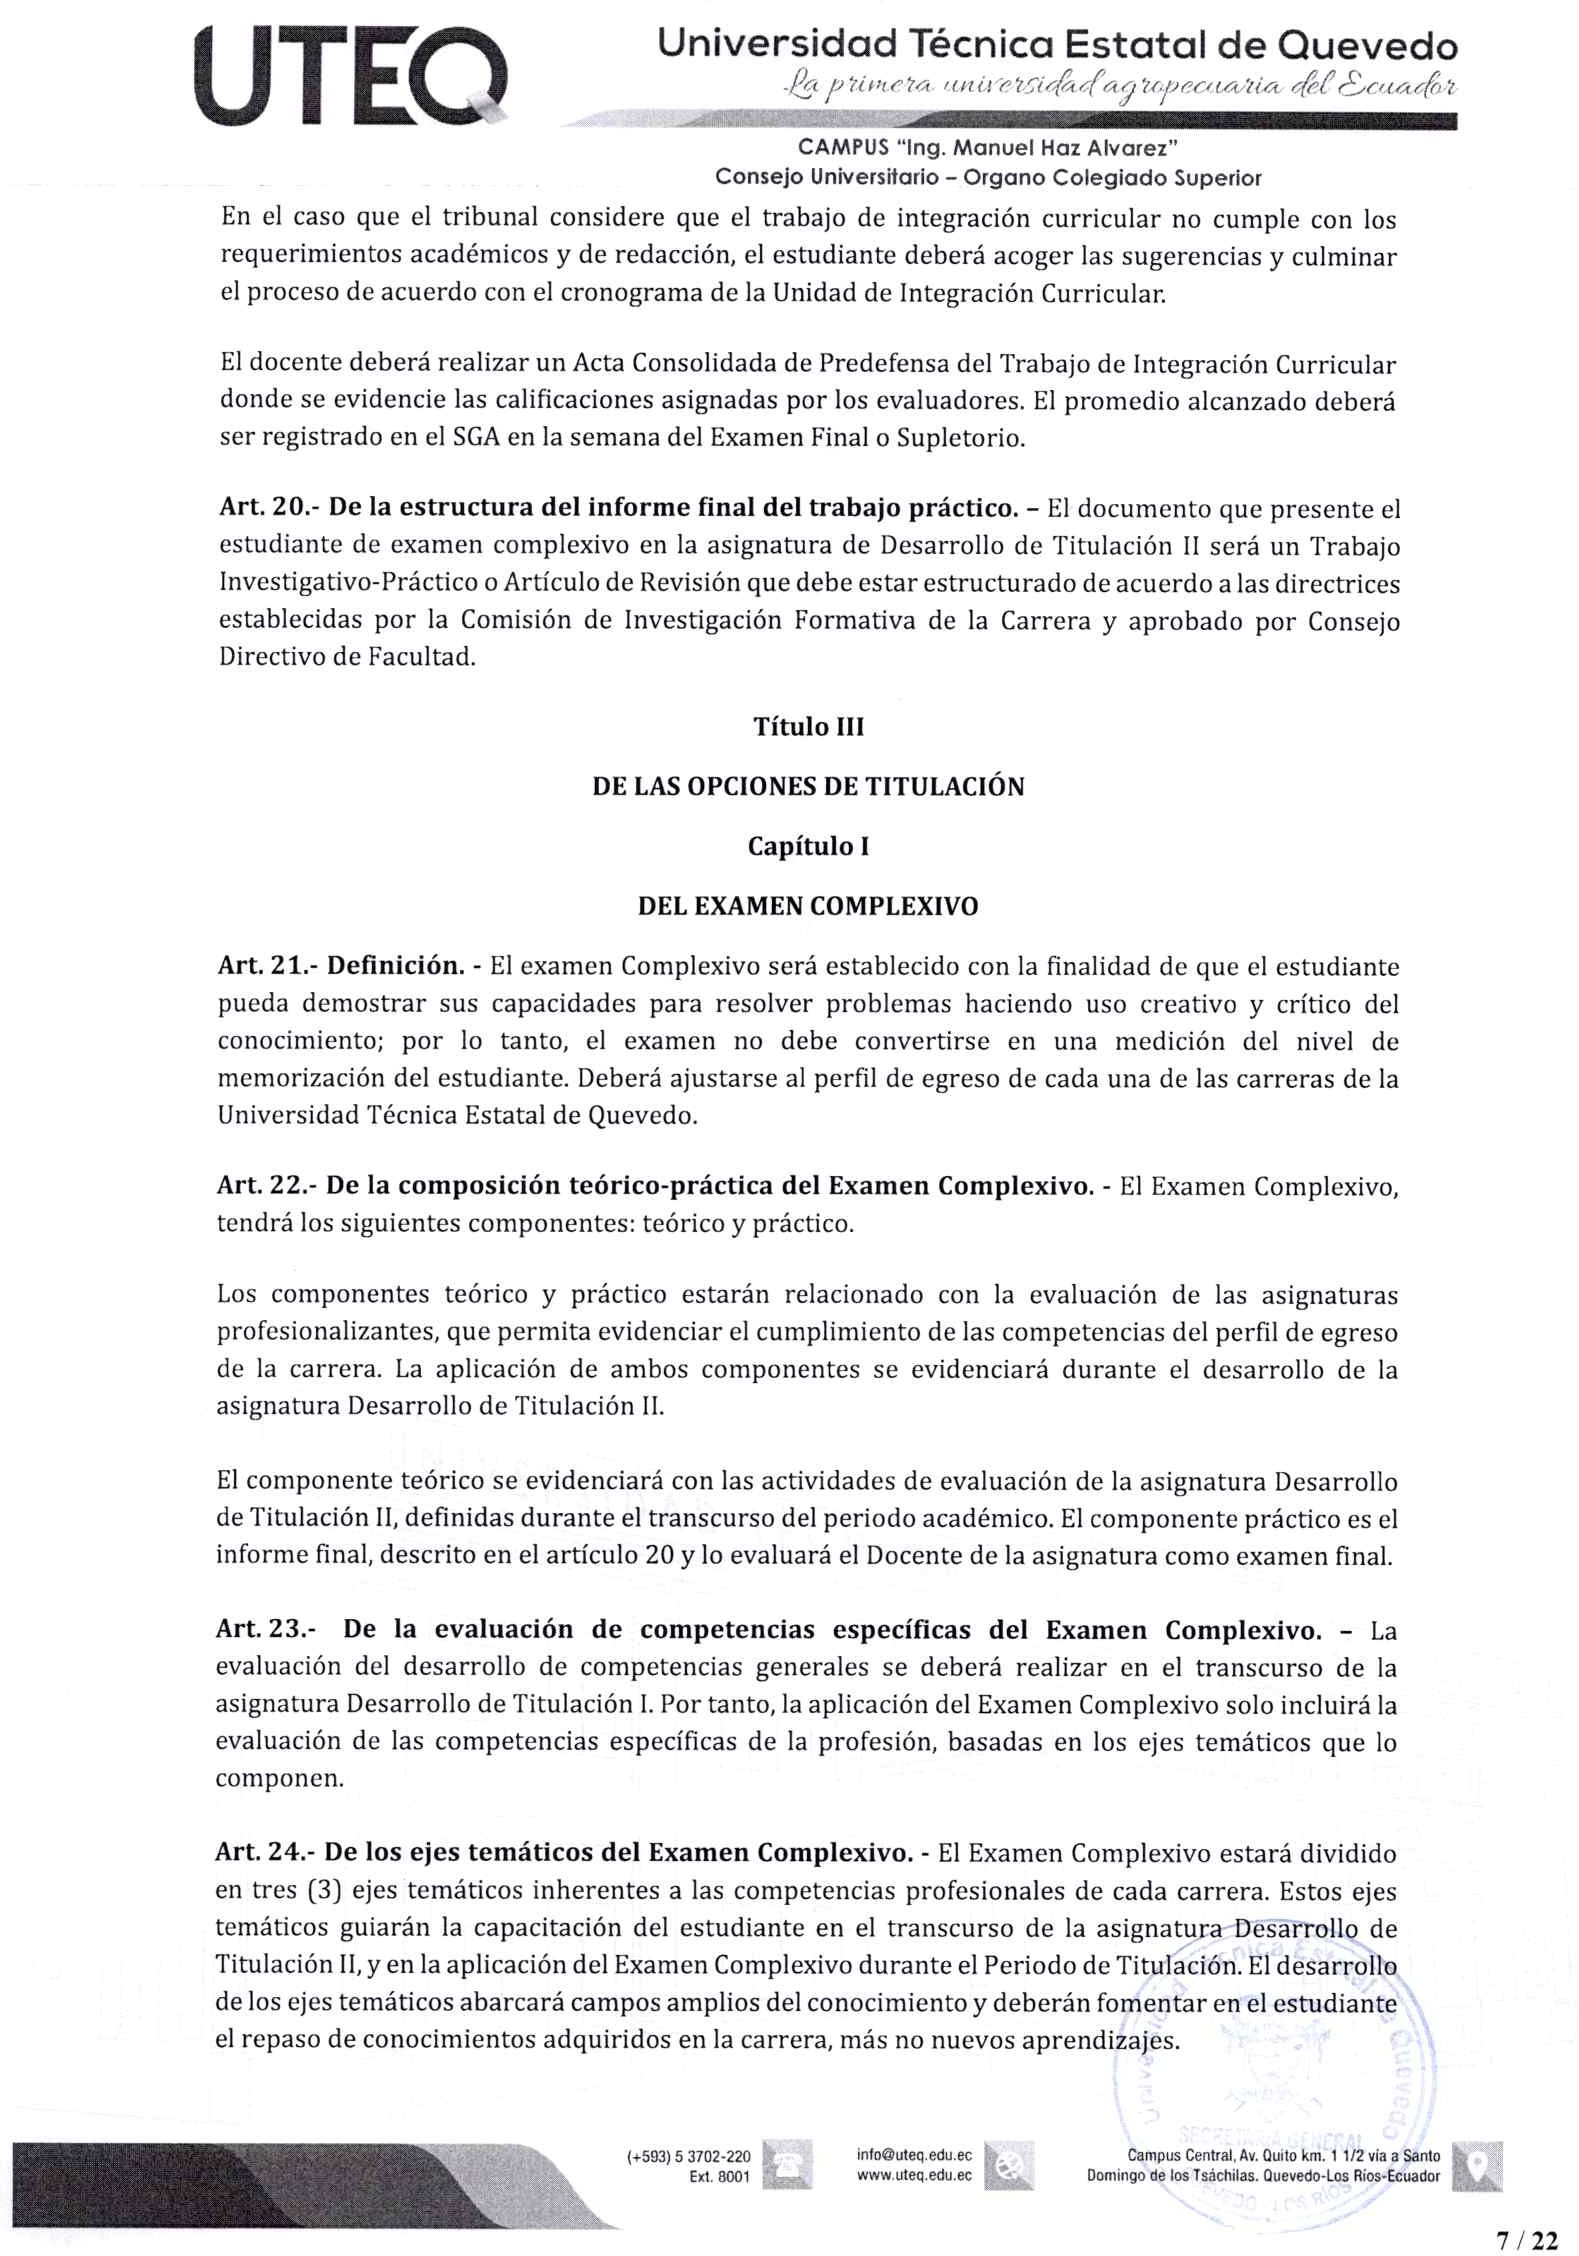 UTEQ
Universidad Técnica Estatal de Quevedo
La primera universidad agropecuaria del Ecuador
CAMPUS “Ing. Manuel Haz Alvarez”
Consejo Universitario – Organo Colegiado Superior
En el caso que el tribunal considere que el trabajo de integración curricular no cumple con los
requerimientos académicos y de redacción, el estudiante deberá acoger las sugerencias y culminar
el proceso de acuerdo con el cronograma de la Unidad de Integración Curricular.
El docente deberá realizar un Acta Consolidada de Predefensa del Trabajo de Integración Curricular
donde se evidencie las calificaciones asignadas por los evaluadores. El promedio alcanzado deberá
ser registrado en el SGA en la semana del Examen Final o Supletorio.
Art. 20.- De la estructura del informe final del trabajo práctico. – El documento que presente el
estudiante de examen complexivo en la asignatura de Desarrollo de Titulación II será un Trabajo
Investigativo-Práctico o Artículo de Revisión que debe estar estructurado de acuerdo a las directrices
establecidas por la Comisión de Investigación Formativa de la Carrera y aprobado por Consejo
Directivo de Facultad.
Título III
DE LAS OPCIONES DE TITULACIÓN
Capítulo I
DEL EXAMEN COMPLEXIVO
Art. 21.- Definición. - El examen Complexivo será establecido con la finalidad de que el estudiante
pueda demostrar sus capacidades para resolver problemas haciendo uso creativo y crítico del
conocimiento; por lo tanto, el examen no debe convertirse en una medición del nivel de
memorización del estudiante. Deberá ajustarse al perfil de egreso de cada una de las carreras de la
Universidad Técnica Estatal de Quevedo.
Art. 22.- De la composición teórico-práctica del Examen Complexivo. - El Examen Complexivo,
tendrá los siguientes componentes: teórico y práctico.
Los componentes teórico y práctico estarán relacionado con la evaluación de las asignaturas
profesionalizantes, que permita evidenciar el cumplimiento de las competencias del perfil de egreso
de la carrera. La aplicación de ambos componentes se evidenciará durante el desarrollo de la
asignatura Desarrollo de Titulación II.
El componente teórico se evidenciará con las actividades de evaluación de la asignatura Desarrollo
de Titulación II, definidas durante el transcurso del periodo académico. El componente práctico es el
informe final, descrito en el artículo 20 y lo evaluará el Docente de la asignatura como examen final.
Art. 23.- De la evaluación de competencias específicas del Examen Complexivo. – La
evaluación del desarrollo de competencias generales se deberá realizar en el transcurso de la
asignatura Desarrollo de Titulación I. Por tanto, la aplicación del Examen Complexivo solo incluirá la
evaluación de las competencias específicas de la profesión, basadas en los ejes temáticos que lo
componen.
Art. 24.- De los ejes temáticos del Examen Complexivo. - El Examen Complexivo estará dividido
en tres (3) ejes temáticos inherentes a las competencias profesionales de cada carrera. Estos ejes
temáticos guiarán la capacitación del estudiante en el transcurso de la asignatura Desarrollo de
Titulación II, y en la aplicación del Examen Complexivo durante el Periodo de Titulación. El desarrollo
de los ejes temáticos abarcará campos amplios del conocimiento y deberán fomentar en el estudiante
el repaso de conocimientos adquiridos en la carrera, más no nuevos aprendizajes.
Universidad Técnica Estatal de Quevedo
SECRETARIA GENERAL
QUEVEDO - LOS RIOS
(+593) 5 3702-220
Ext. 8001
info@uteq.edu.ec
www.uteq.edu.ec
Campus Central, Av. Quito km. 1 1/2 vía a Santo
Domingo de los Tsáchilas. Quevedo-Los Ríos-Ecuador
7 / 22